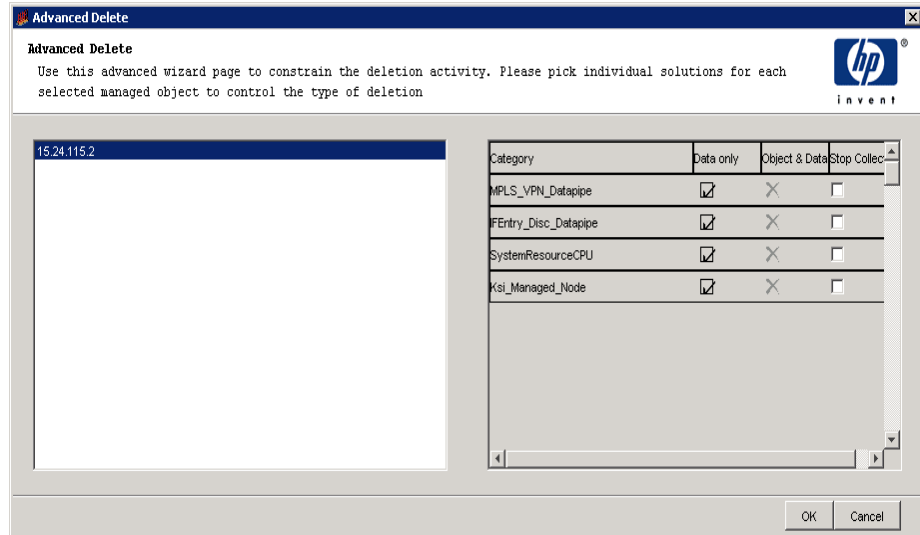 Advanced Delete
Advanced Delete
Use this advanced wizard page to constrain the deletion activity. Please pick individual solutions for each
selected managed object to control the type of deletion
hp
®
invent
15.24.115.2
Category Data only Object & Data Stop Collec
MPLS_VPN_Datapipe
IFEntry_Disc_Datapipe
SystemResourceCPU
Ksi_Managed_Node
OK Cancel